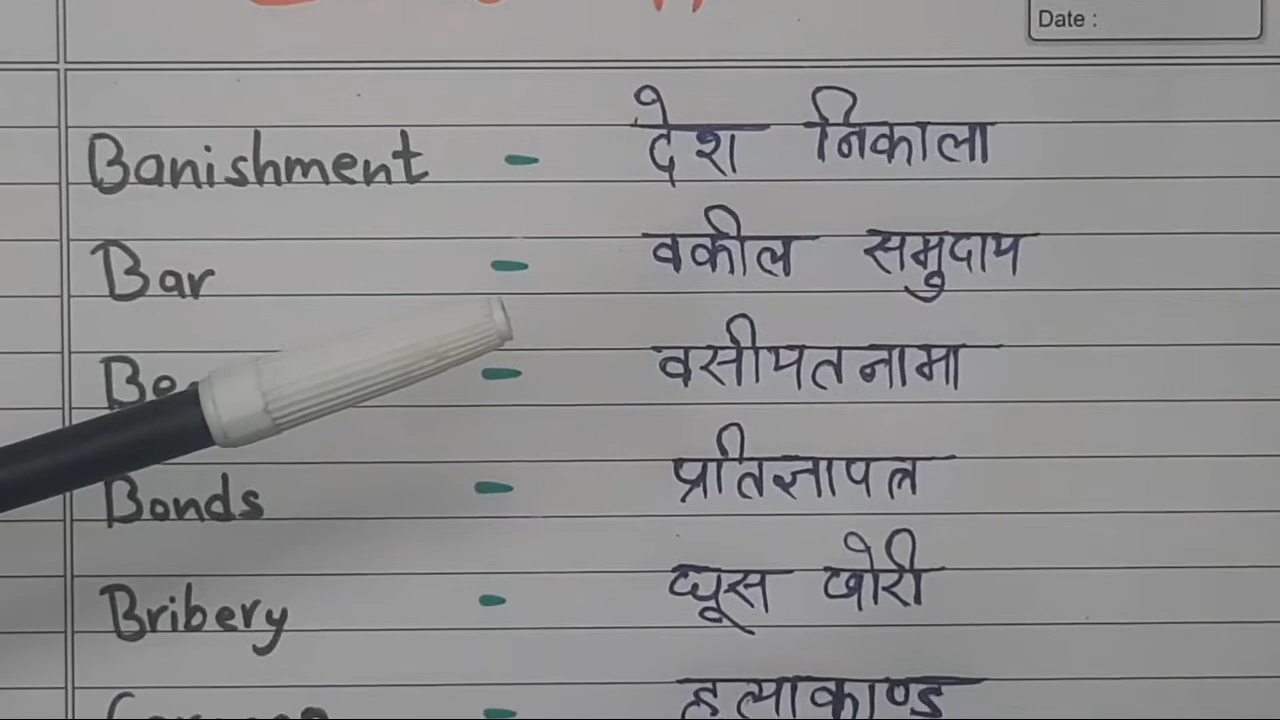 Date :
Banishment - देश निकाला
Bar - वकील समुदाय
- वसीयतनामा
Bonds - प्रतिज्ञापत्र
Bribery - घूस खोरी
- हत्याकाण्ड